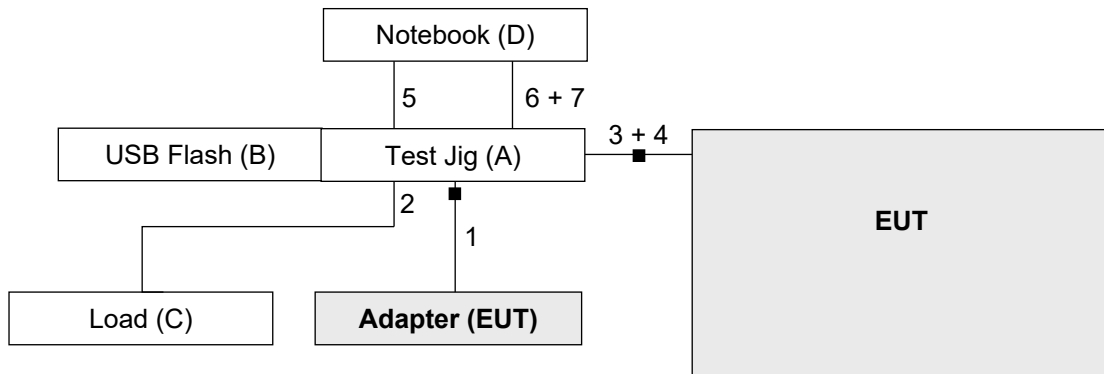 Notebook (D)
5
6 + 7
3 + 4
USB Flash (B)
Test Jig (A)
EUT
2
1
Load (C)
Adapter (EUT)